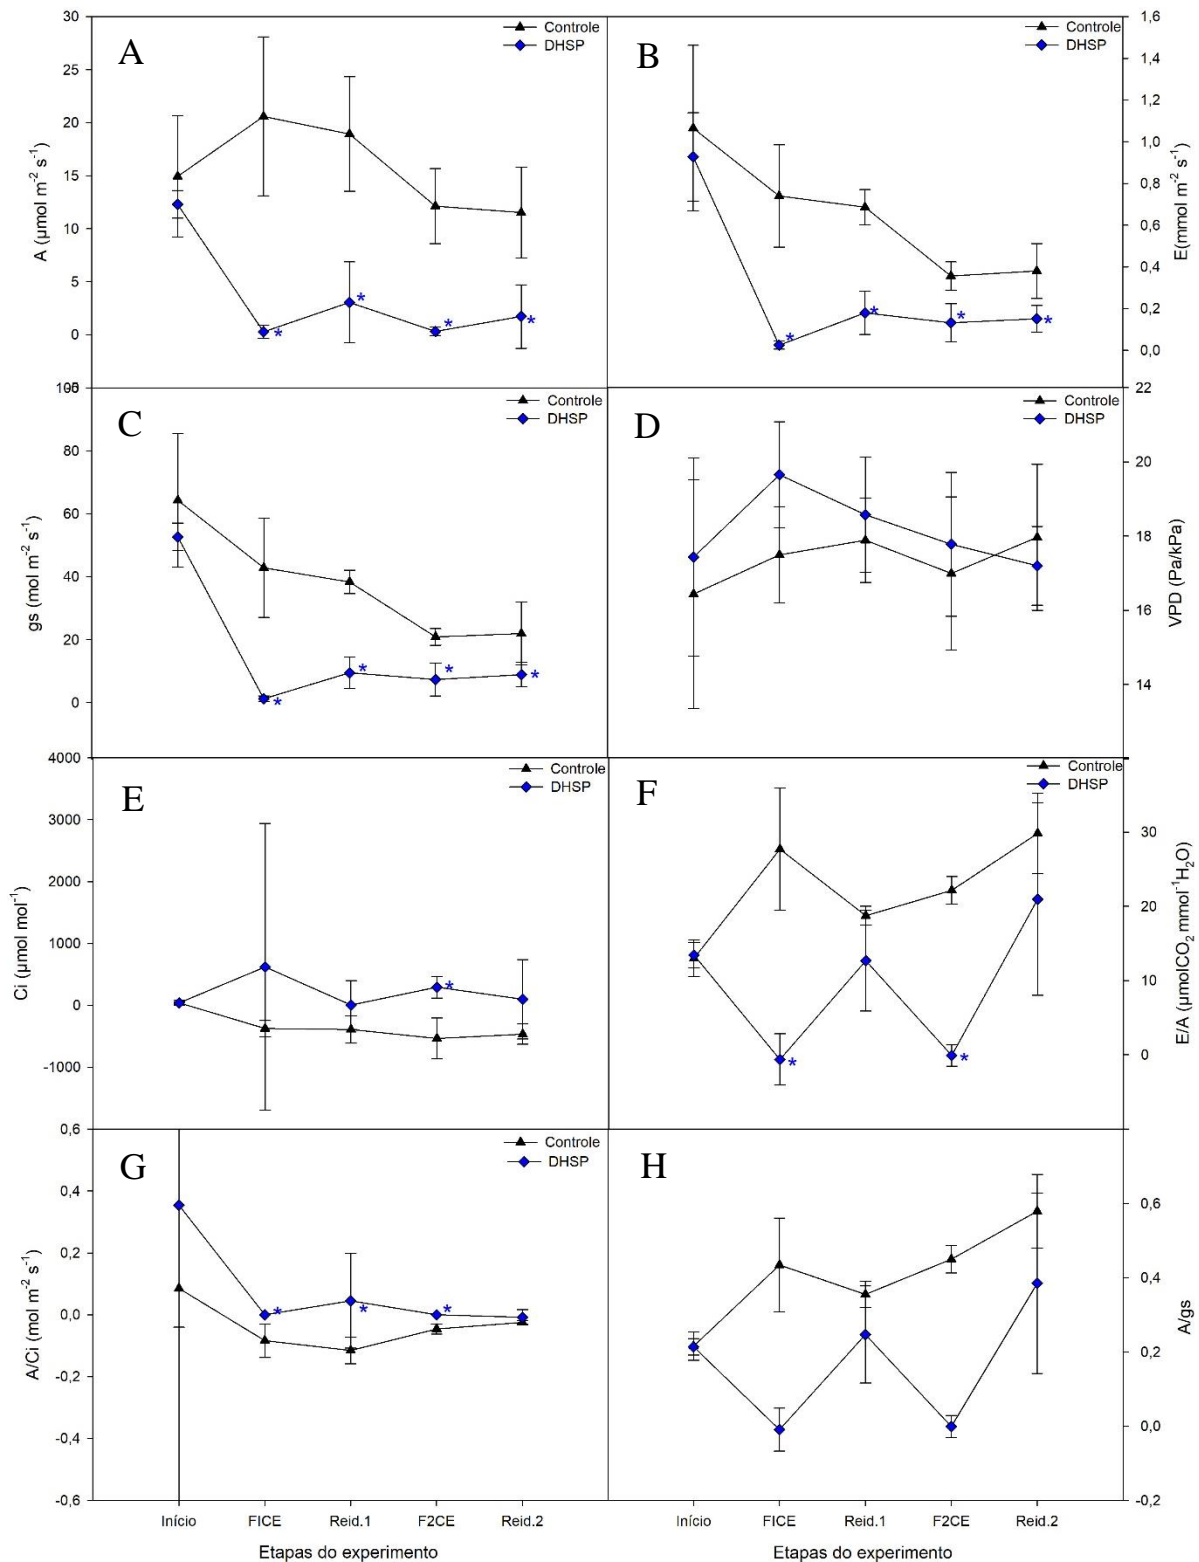 A
Controle
DHSP
30
25
20
15
10
5
0
A (µmol m⁻² s⁻¹)
B
Controle
DHSP
1,6
1,4
1,2
1,0
0,8
0,6
0,4
0,2
0,0
E(mmol m⁻² s⁻¹)
*
*
*
*
*
*
*
*
C
Controle
DHSP
80
60
40
20
0
gs (mol m⁻² s⁻¹)
*
*
*
*
D
Controle
DHSP
22
20
18
16
14
VPD (Pa/kPa)
E
Controle
DHSP
4000
3000
2000
1000
0
-1000
Ci (µmol mol⁻¹)
*
F
Controle
DHSP
30
20
10
0
E/A (µmolCO₂ mmol⁻¹H₂O)
*
*
G
Controle
DHSP
0,6
0,4
0,2
0,0
-0,2
-0,4
-0,6
A/Ci (mol m⁻² s⁻¹)
*
*
*
H
0,6
0,4
0,2
0,0
-0,2
A/gs
Início FICE Reid.1 F2CE Reid.2
Etapas do experimento
Início FICE Reid.1 F2CE Reid.2
Etapas do experimento